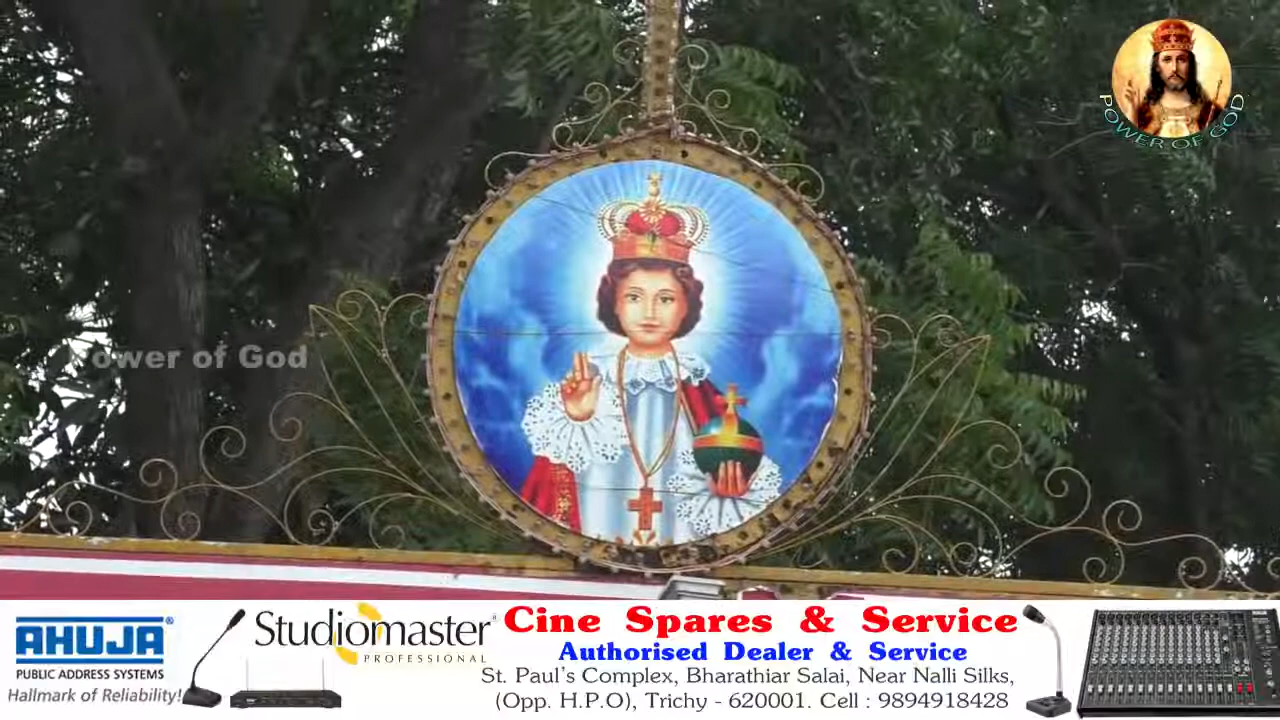 POWER OF GOD
Power of God
AHUJA®
PUBLIC ADDRESS SYSTEMS
Hallmark of Reliability!
Studiomaster®
PROFESSIONAL
Cine Spares & Service
Authorised Dealer & Service
St. Paul's Complex, Bharathiar Salai, Near Nalli Silks,
(Opp. H.P.O), Trichy - 620001. Cell : 9894918428